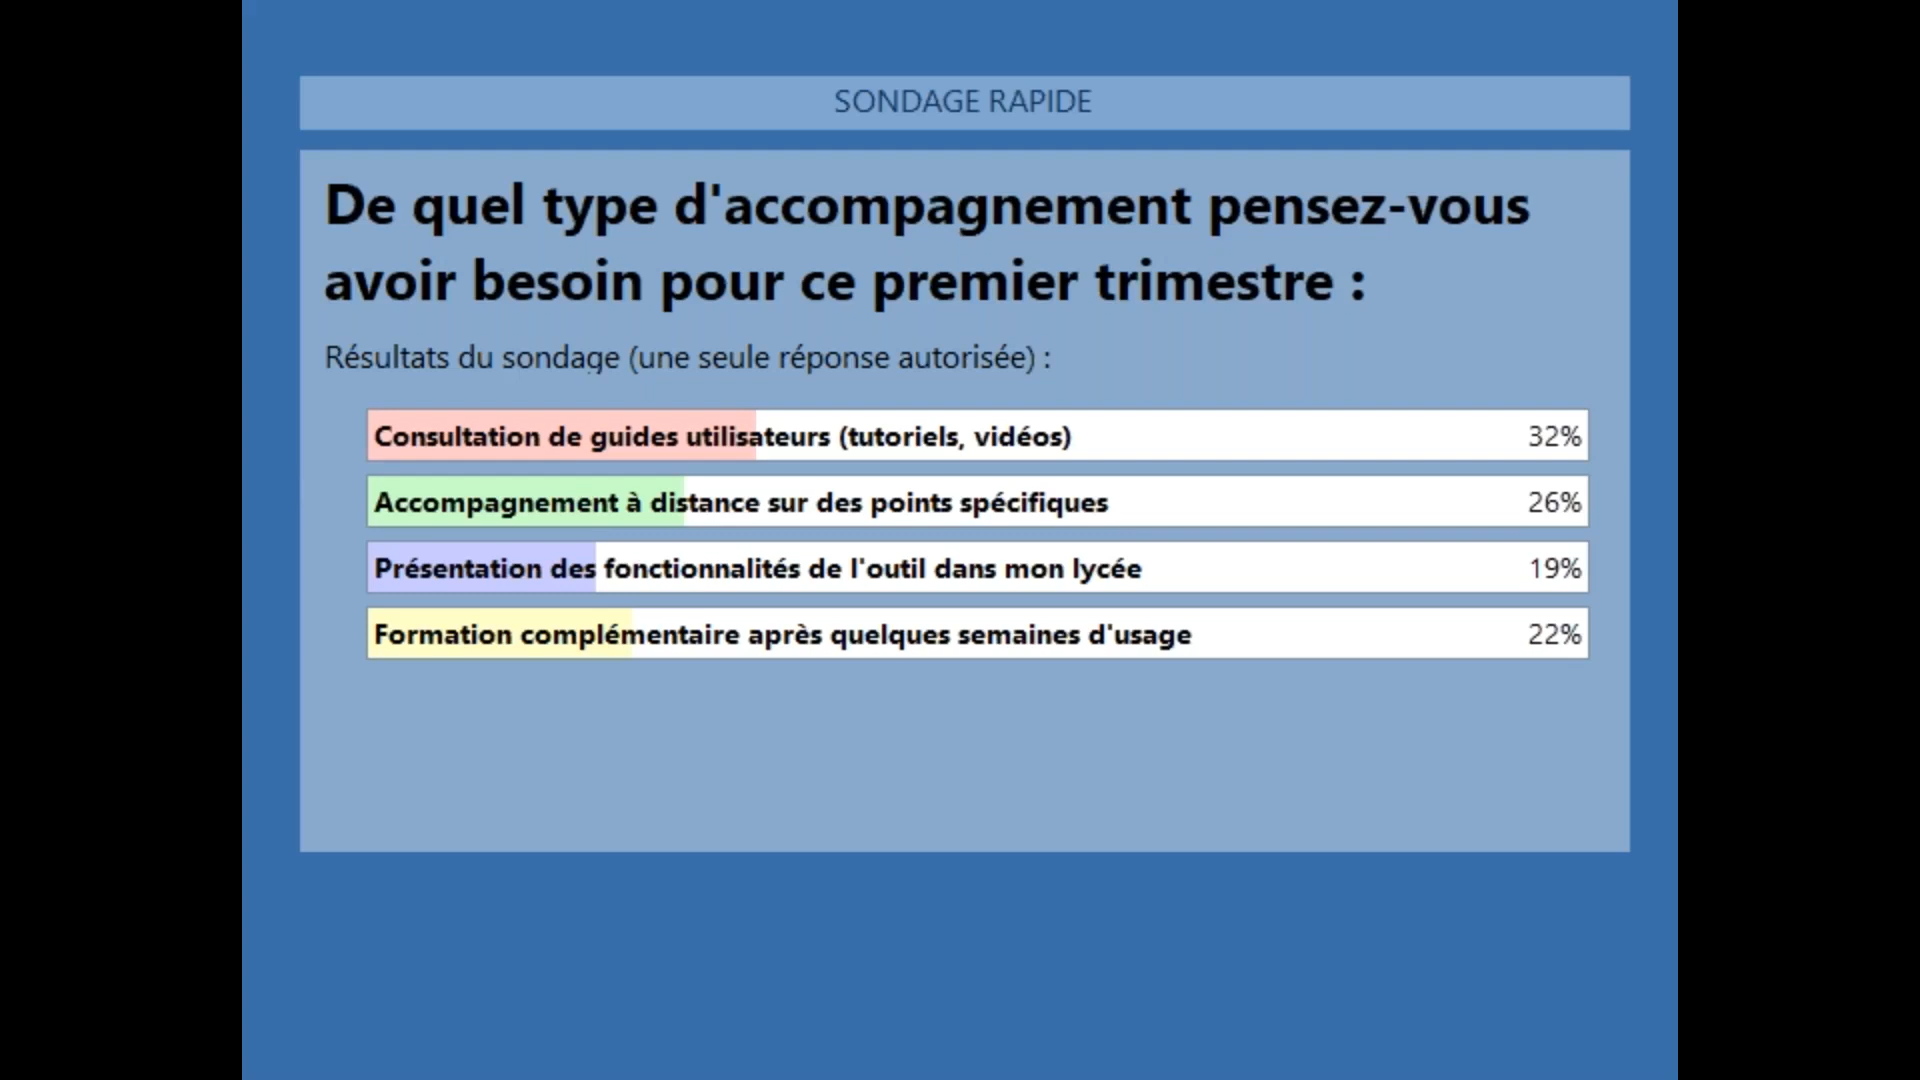 SONDAGE RAPIDE
De quel type d'accompagnement pensez-vous
avoir besoin pour ce premier trimestre :
Résultats du sondage (une seule réponse autorisée) :
Consultation de guides utilisateurs (tutoriels, vidéos) 32%
Accompagnement à distance sur des points spécifiques 26%
Présentation des fonctionnalités de l'outil dans mon lycée 19%
Formation complémentaire après quelques semaines d'usage 22%